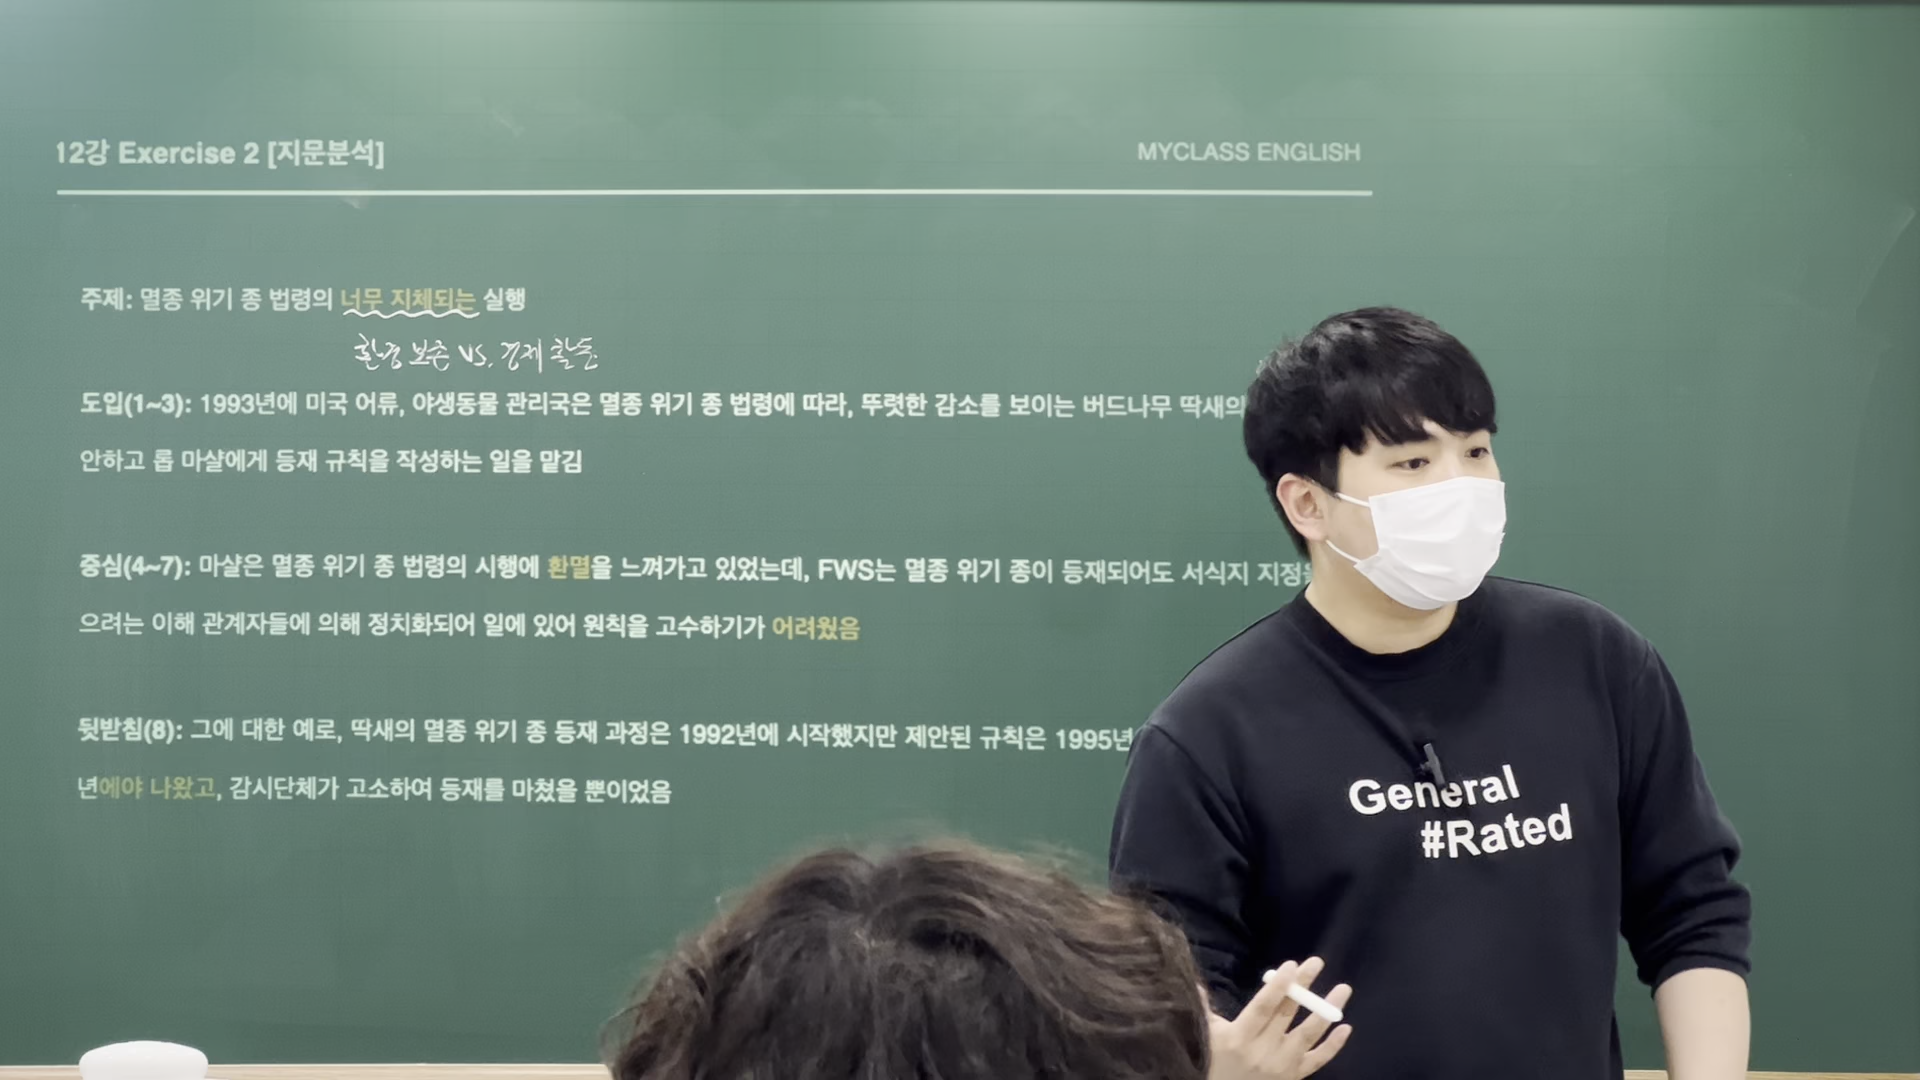 12강 Exercise 2 [지문분석]
MYCLASS ENGLISH
주제: 멸종 위기 종 법령의 너무 지체되는 실행
환경 보존 vs. 경제 활동
도입(1~3): 1993년에 미국 어류, 야생동물 관리국은 멸종 위기 종 법령에 따라, 뚜렷한 감소를 보이는 버드나무 딱새의
안하고 롭 마샬에게 등재 규칙을 작성하는 일을 맡김
중심(4~7): 마샬은 멸종 위기 종 법령의 시행에 환멸을 느껴가고 있었는데, FWS는 멸종 위기 종이 등재되어도 서식지 지정
으려는 이해 관계자들에 의해 정치화되어 일에 있어 원칙을 고수하기가 어려웠음
뒷받침(8): 그에 대한 예로, 딱새의 멸종 위기 종 등재 과정은 1992년에 시작했지만 제안된 규칙은 1995년
년에야 나왔고, 감시단체가 고소하여 등재를 마쳤을 뿐이었음
General
#Rated